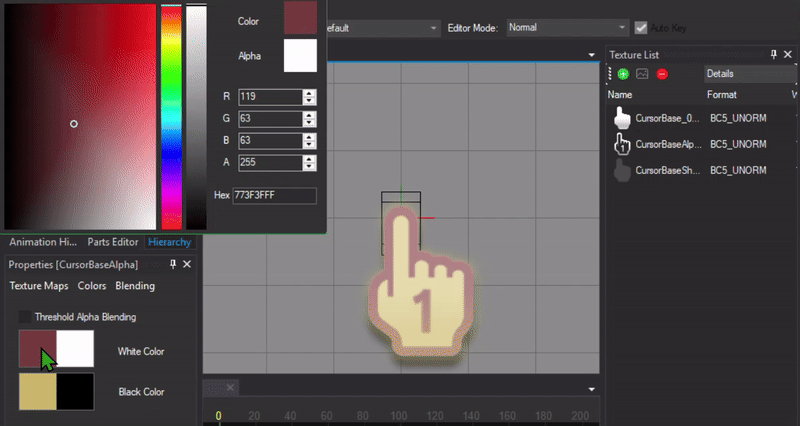 Color
Alpha
R 119
G 63
B 63
A 255
Hex 773F3FFF
efault
Editor Mode: Normal
Auto Key
Texture List
Details
Name Format
CursorBase_0... BC5_UNORM
CursorBaseAlp... BC5_UNORM
CursorBaseSh... BC5_UNORM
1
Animation Hi... Parts Editor Hierarchy
Properties [CursorBaseAlpha]
Texture Maps Colors Blending
Threshold Alpha Blending
White Color
Black Color
0 20 40 60 80 100 120 140 160 180 200